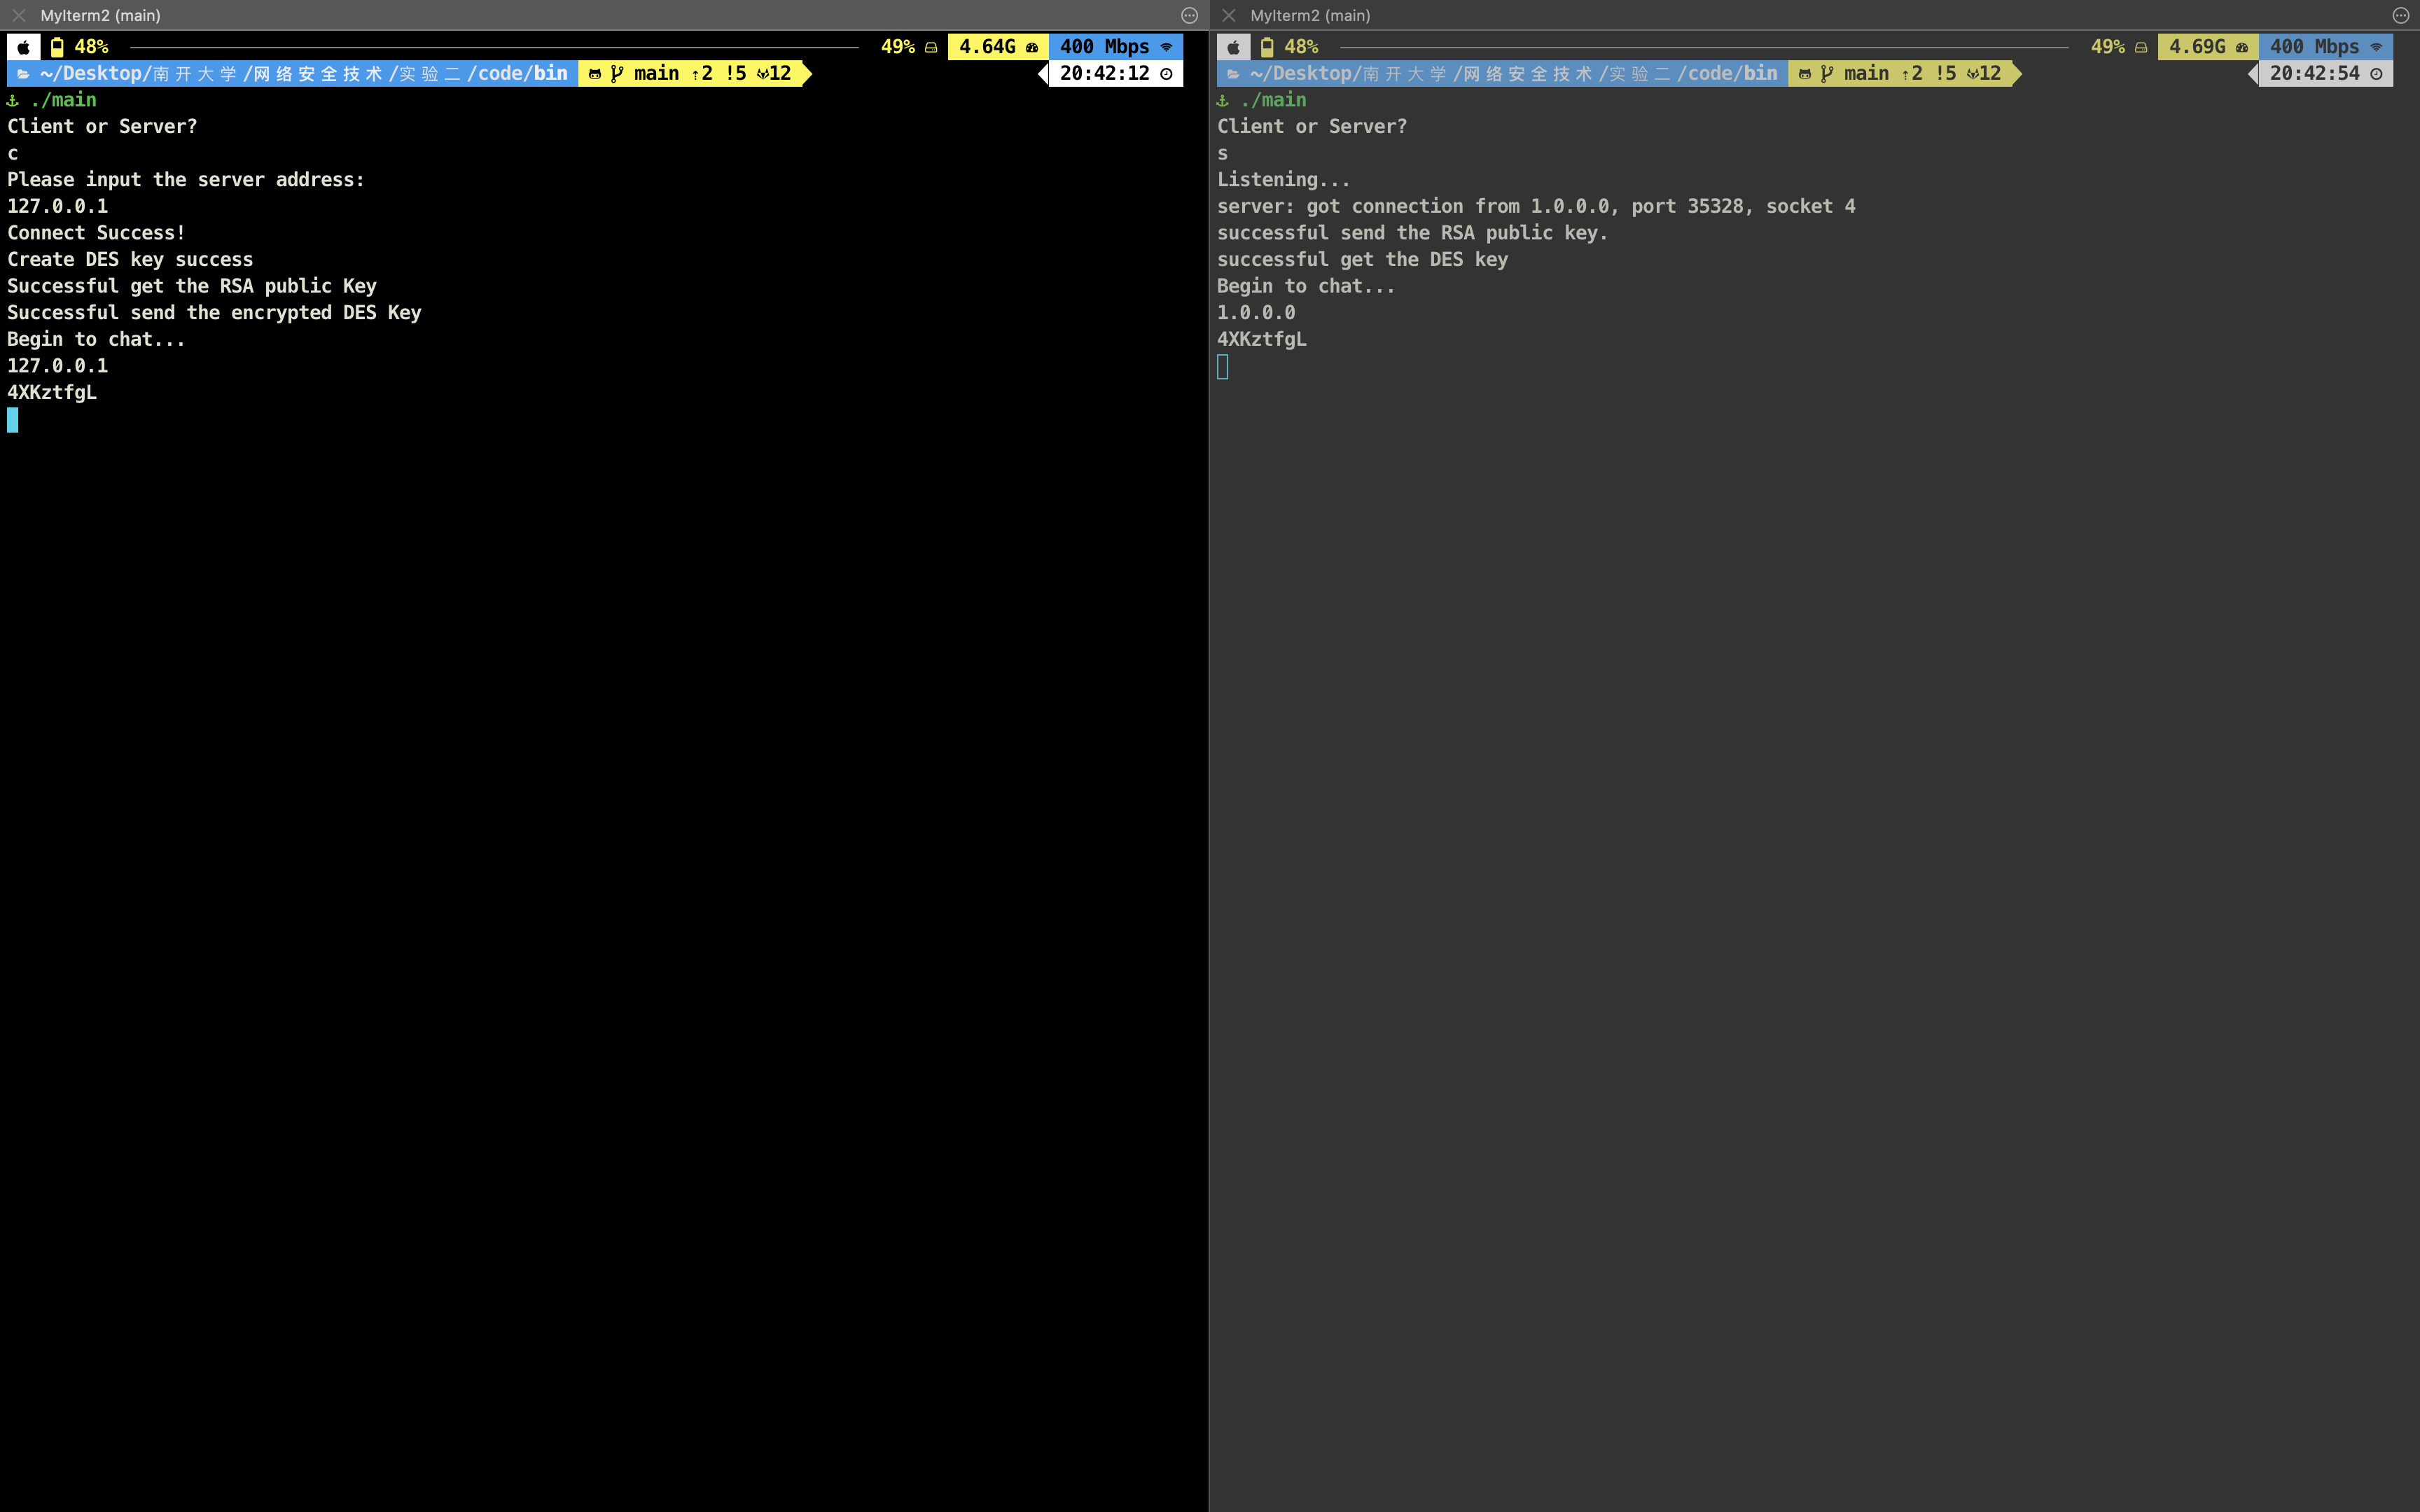 MyIterm2 (main)
48% 49% 4.64G 400 Mbps
~/Desktop/南开大学/网络安全技术/实验二/code/bin main ↑2 !5 12 20:42:12
./main
Client or Server?
c
Please input the server address:
127.0.0.1
Connect Success!
Create DES key success
Successful get the RSA public Key
Successful send the encrypted DES Key
Begin to chat...
127.0.0.1
4XKztfgL
MyIterm2 (main)
48% 49% 4.69G 400 Mbps
~/Desktop/南开大学/网络安全技术/实验二/code/bin main ↑2 !5 12 20:42:54
./main
Client or Server?
s
Listening...
server: got connection from 1.0.0.0, port 35328, socket 4
successful send the RSA public key.
successful get the DES key
Begin to chat...
1.0.0.0
4XKztfgL